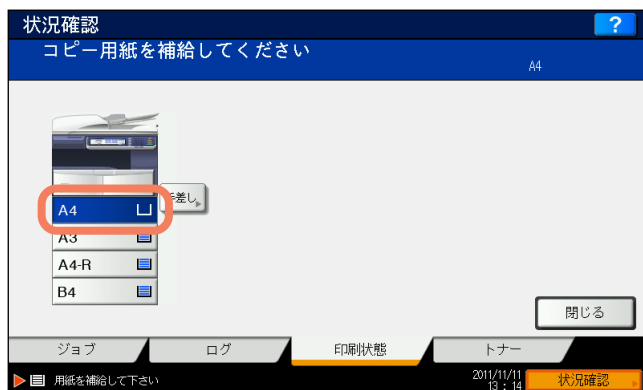 状況確認
?
コピー用紙を補給してください
A4
手差し
A4
A3
A4-R
B4
閉じる
ジョブ
ログ
印刷状態
トナー
用紙を補給して下さい
2011/11/11
13 : 14
状況確認